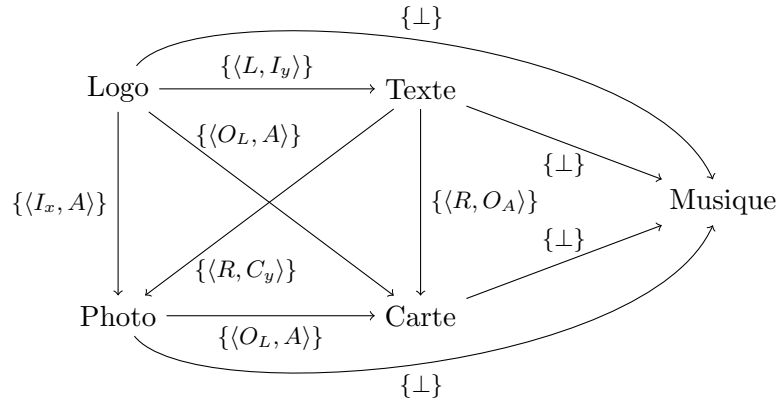 {⊥}
Logo
{⟨L, I_y⟩}
Texte
{⟨O_L, A⟩}
{⊥}
{⟨I_x, A⟩}
{⟨R, O_A⟩}
Musique
{⊥}
{⟨R, C_y⟩}
Photo
{⟨O_L, A⟩}
Carte
{⊥}